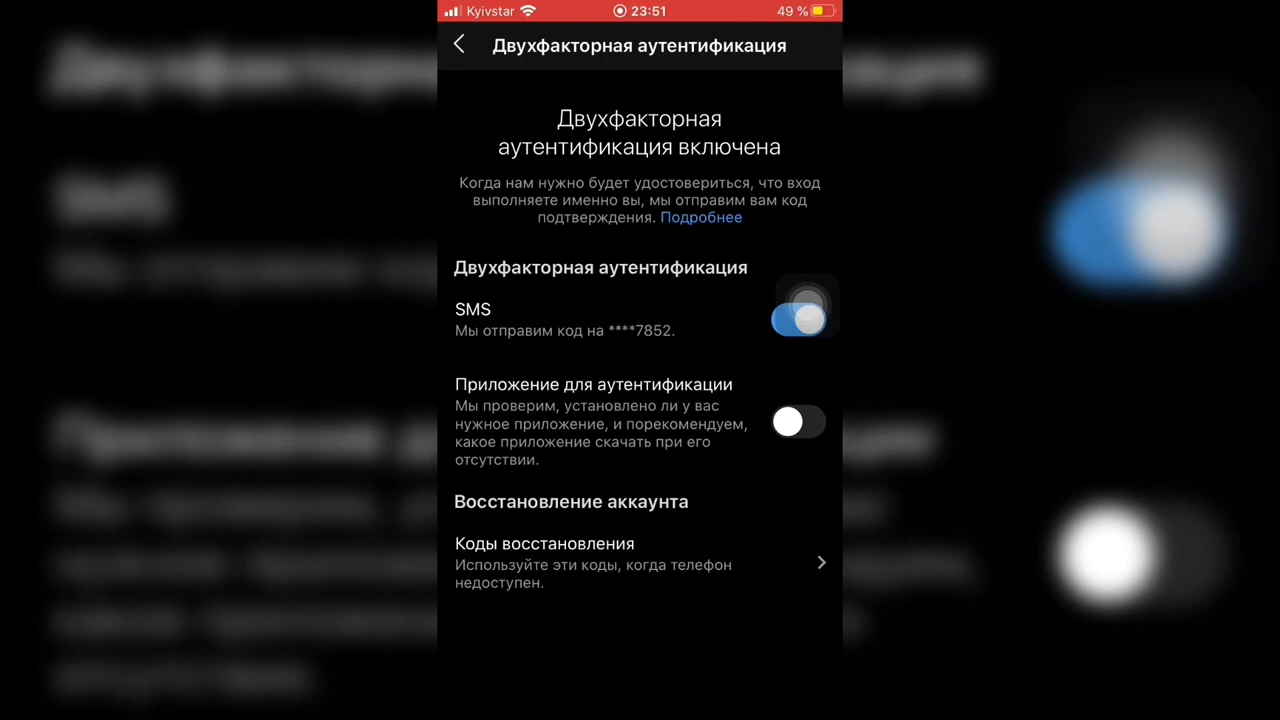 Kyivstar 23:51 49 %
Двухфакторная аутентификация
Двухфакторная
аутентификация включена
Когда нам нужно будет удостовериться, что вход
выполняете именно вы, мы отправим вам код
подтверждения. Подробнее
Двухфакторная аутентификация
SMS
Мы отправим код на ****7852.
Приложение для аутентификации
Мы проверим, установлено ли у вас
нужное приложение, и порекомендуем,
какое приложение скачать при его
отсутствии.
Восстановление аккаунта
Коды восстановления
Используйте эти коды, когда телефон
недоступен.